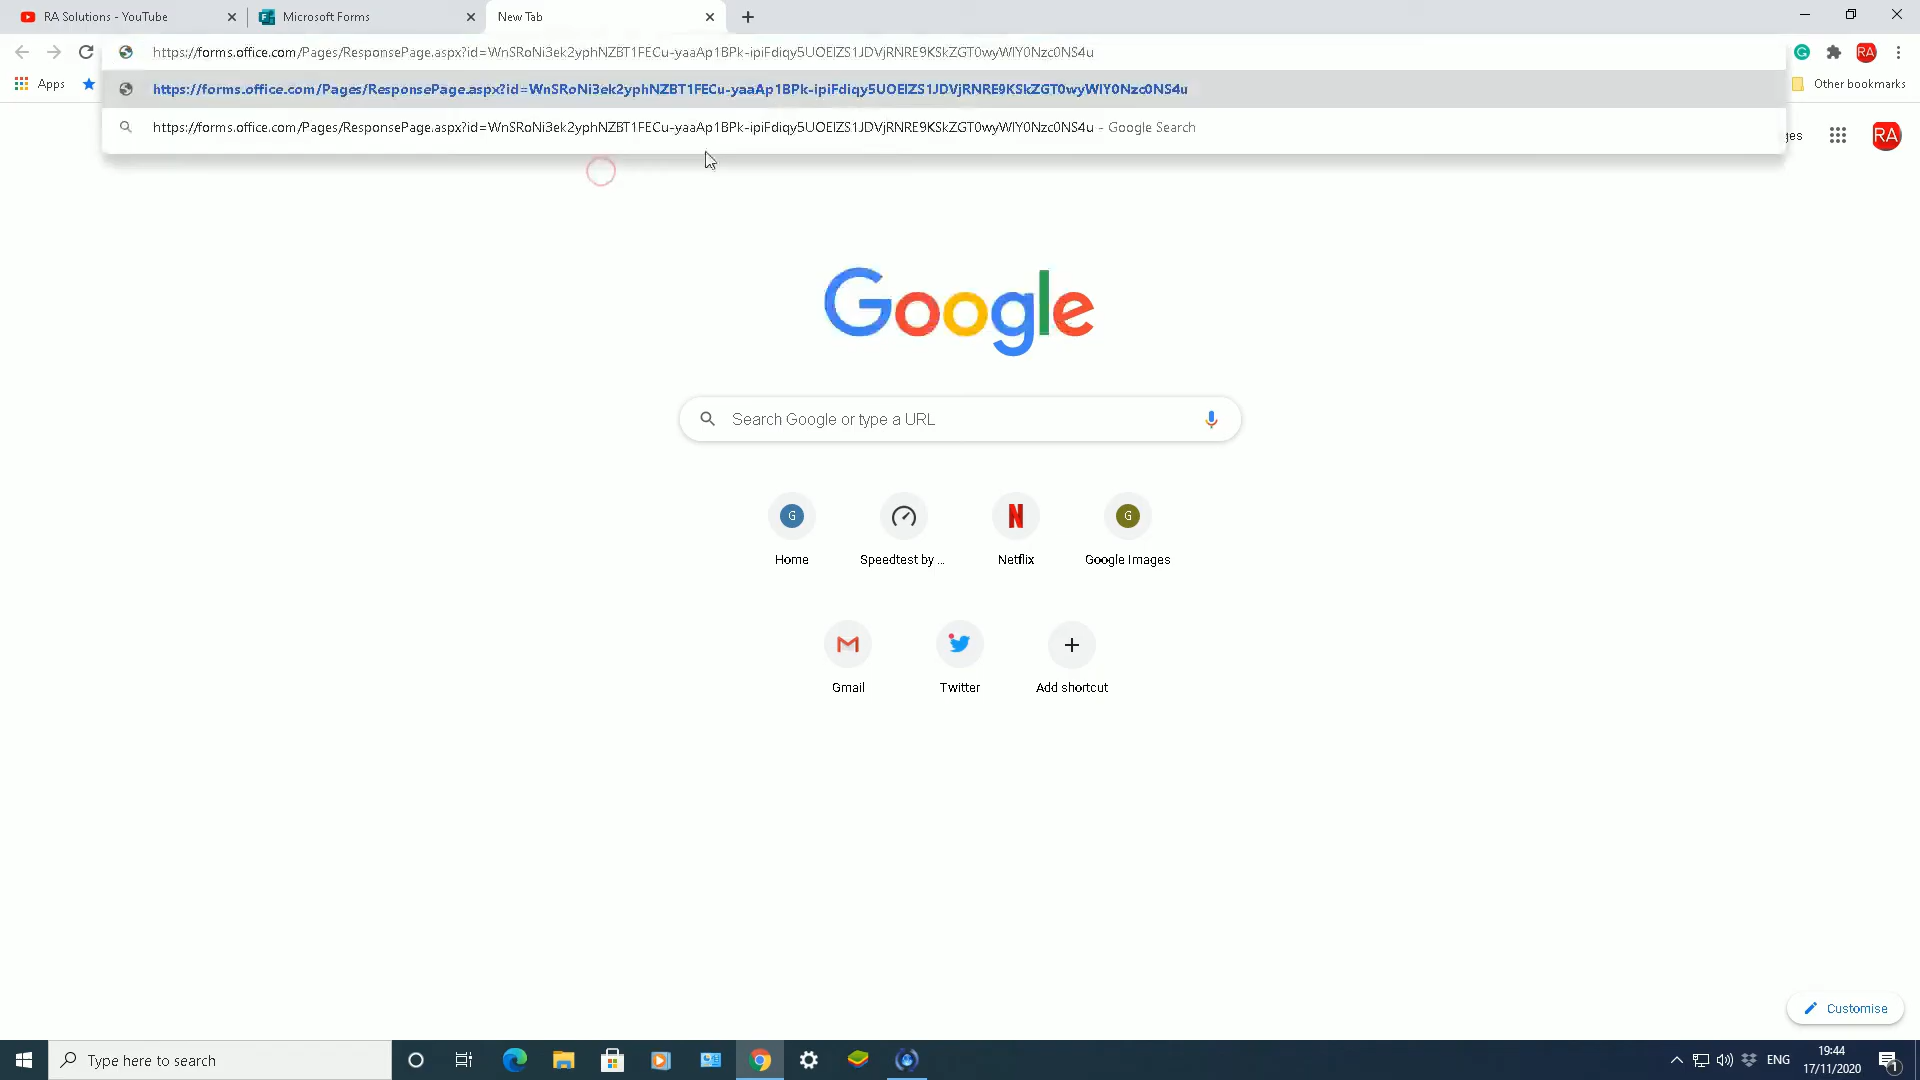 RA Solutions - YouTube
Microsoft Forms
New Tab
https://forms.office.com/Pages/ResponsePage.aspx?id=WnSRoNi3ek2yphNZBT1FECu-yaaAp1BPk-ipiFdiqy5UOElZS1JDVjRNRE9KSkZGT0wyWlY0Nzc0NS4u
RA
Apps
https://forms.office.com/Pages/ResponsePage.aspx?id=WnSRoNi3ek2yphNZBT1FECu-yaaAp1BPk-ipiFdiqy5UOElZS1JDVjRNRE9KSkZGT0wyWlY0Nzc0NS4u
Other bookmarks
https://forms.office.com/Pages/ResponsePage.aspx?id=WnSRoNi3ek2yphNZBT1FECu-yaaAp1BPk-ipiFdiqy5UOElZS1JDVjRNRE9KSkZGT0wyWlY0Nzc0NS4u - Google Search
RA
Google
Search Google or type a URL
G
N
G
Home
Speedtest by ...
Netflix
Google Images
Gmail
Twitter
Add shortcut
Customise
Type here to search
ENG
19:44
17/11/2020
1